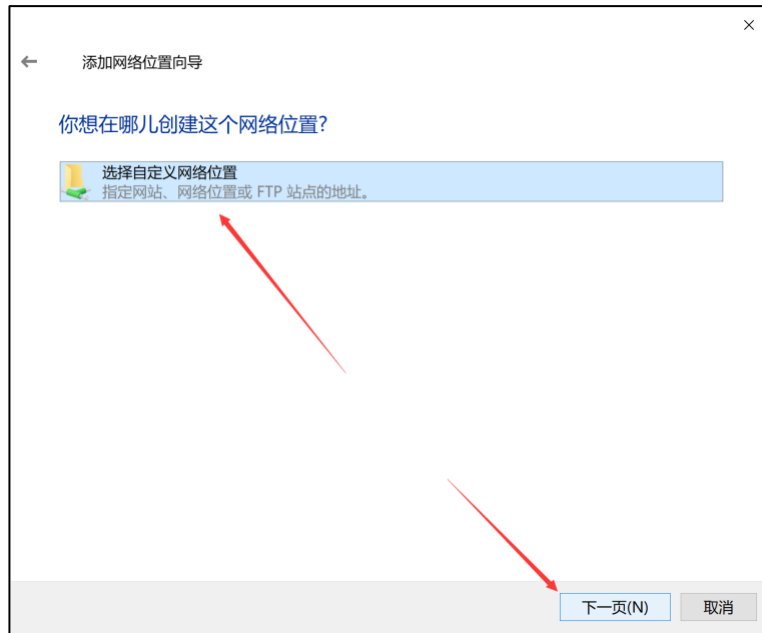 添加网络位置向导
你想在哪儿创建这个网络位置?
选择自定义网络位置
指定网站、网络位置或 FTP 站点的地址。
下一页(N)
取消